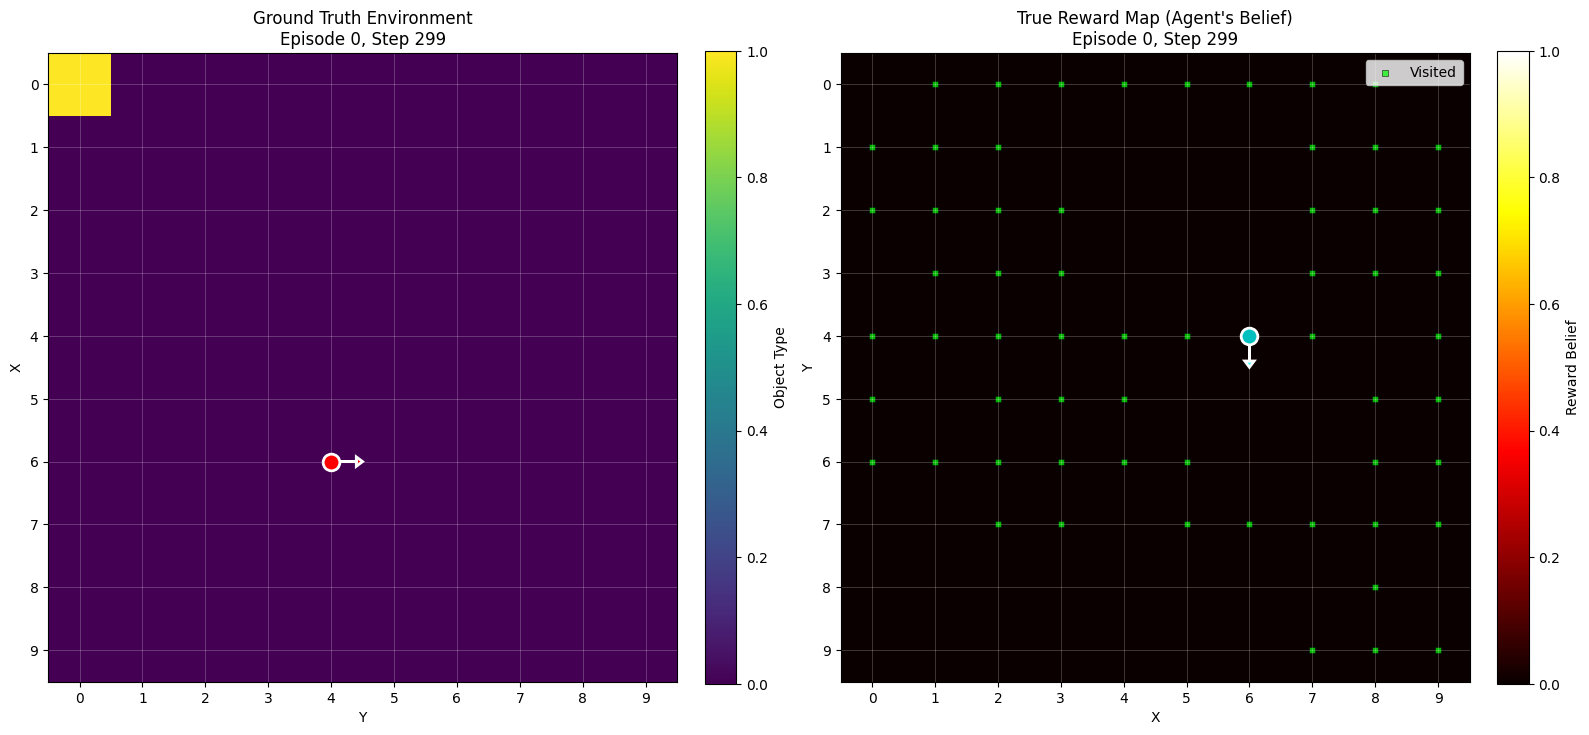 Ground Truth Environment
Episode 0, Step 299
True Reward Map (Agent's Belief)
Episode 0, Step 299
0
1
2
3
4
5
6
7
8
9
X
0 1 2 3 4 5 6 7 8 9
Y
1.0
0.8
0.6
0.4
0.2
0.0
Object Type
Visited
0
1
2
3
4
5
6
7
8
9
Y
0 1 2 3 4 5 6 7 8 9
X
1.0
0.8
0.6
0.4
0.2
0.0
Reward Belief